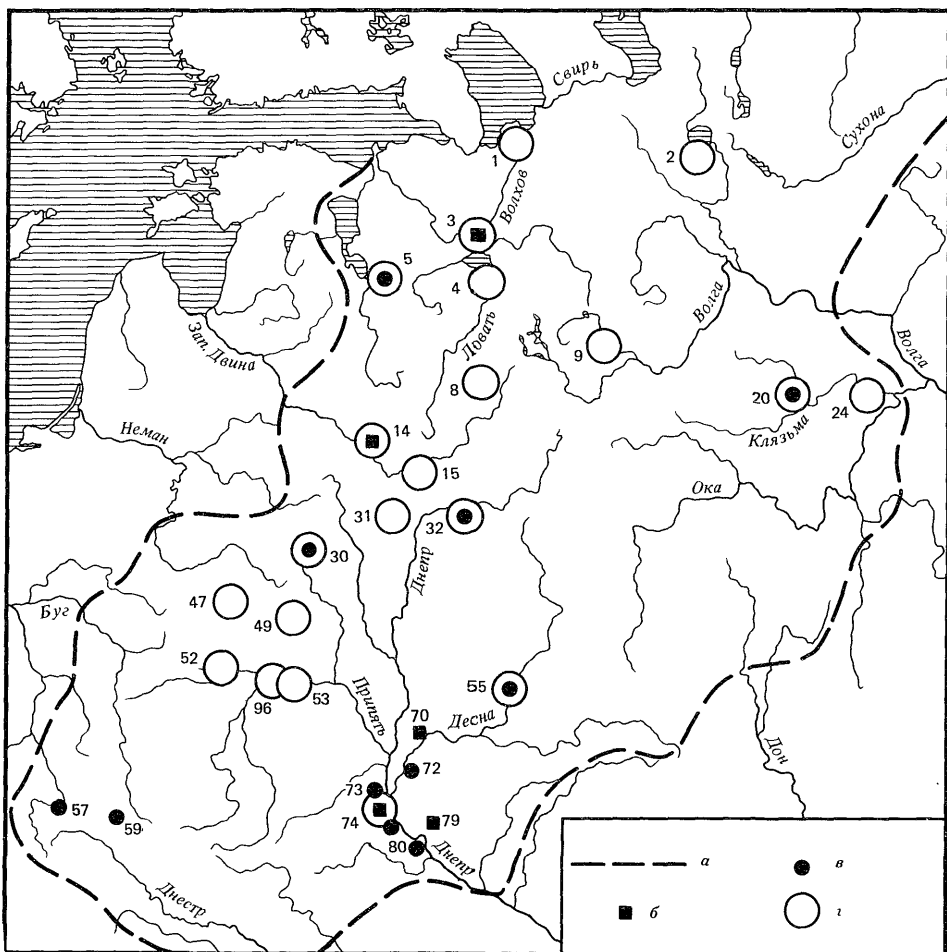 Свирь
Сухона
1
2
Волхов
3
5
4
Волга
Ловать
Зап. Двина
9
Волга
8
20
24
Клязьма
Неман
14
15
Ока
31
32
Днепр
30
47
Буг
49
52
96
53
55
Припять
70
Десна
72
Дон
73
57
59
74
79
80
Днепр
Днестр
а
в
б
г